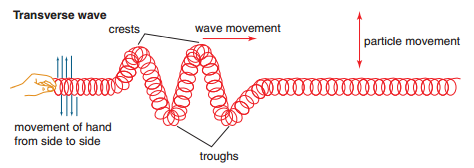 Transverse wave
crests
wave movement
particle movement
movement of hand
from side to side
troughs